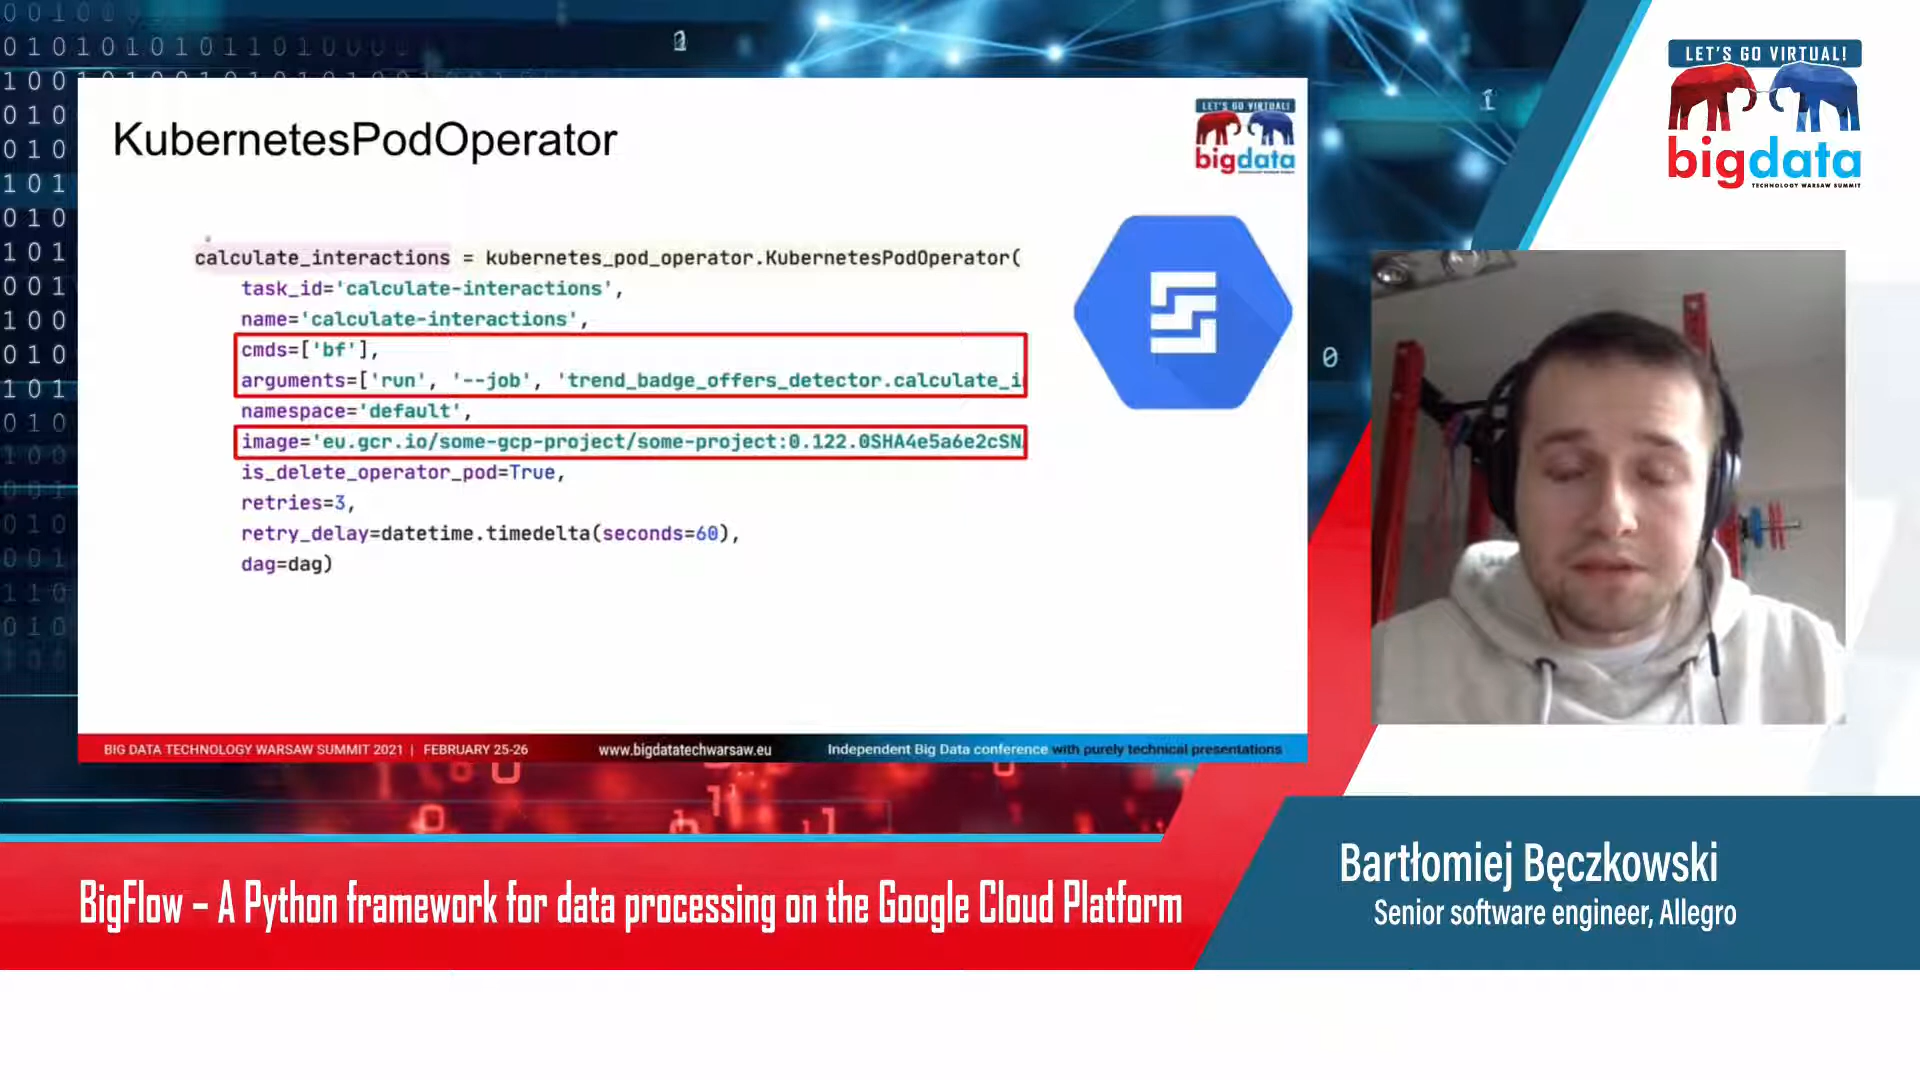 LET'S GO VIRTUAL!
bigdata
TECHNOLOGY WARSAW SUMMIT
KubernetesPodOperator
LET'S GO VIRTUAL!
bigdata
TECHNOLOGY WARSAW SUMMIT
calculate_interactions = kubernetes_pod_operator.KubernetesPodOperator(
task_id='calculate-interactions',
name='calculate-interactions',
cmds=['bf'],
arguments=['run', '--job', 'trend_badge_offers_detector.calculate_i
namespace='default',
image='eu.gcr.io/some-gcp-project/some-project:0.122.0SHA4e5a6e2cSN
is_delete_operator_pod=True,
retries=3,
retry_delay=datetime.timedelta(seconds=60),
dag=dag)
BIG DATA TECHNOLOGY WARSAW SUMMIT 2021 | FEBRUARY 25-26 www.bigdatatechwarsaw.eu Independent Big Data conference with purely technical presentations
BigFlow – A Python framework for data processing on the Google Cloud Platform
Bartłomiej Bęczkowski
Senior software engineer, Allegro